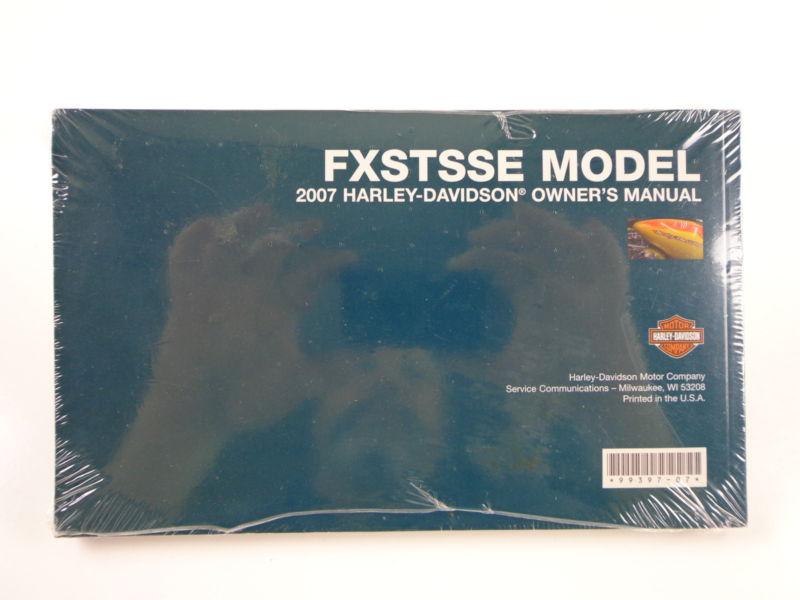 FXSTSSE MODEL
2007 HARLEY-DAVIDSON® OWNER'S MANUAL
MOTOR
HARLEY-DAVIDSON
COMPANY
Harley-Davidson Motor Company
Service Communications – Milwaukee, WI 53208
Printed in the U.S.A.
*99397-07*